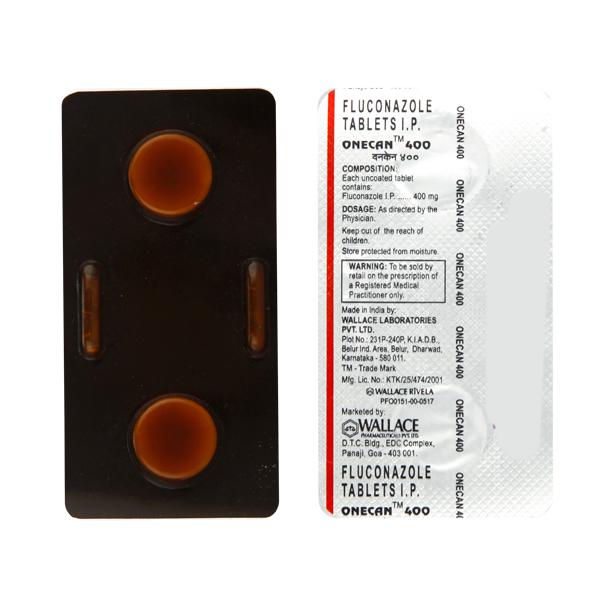 FLUCONAZOLE
TABLETS I.P.
ONECAN™ 400
वनकेन ४००
COMPOSITION:
Each uncoated tablet
contains:
Fluconazole I.P. ...... 400 mg
DOSAGE: As directed by the
Physician.
Keep out of the reach of
children.
Store protected from moisture.
WARNING: To be sold by
retail on the prescription of
a Registered Medical
Practitioner only.
Made in India by:
WALLACE LABORATORIES
PVT. LTD.
Plot No.: 231P-240P, K.I.A.D.B.,
Belur Ind. Area, Belur, Dharwad,
Karnataka - 580 011.
TM - Trade Mark
Mfg. Lic. No.: KTK/25/474/2001
WALLACE RIVELA
PFO0151-00-0517
Marketed by:
WALLACE
PHARMACEUTICALS PVT. LTD.
D.T.C. Bldg., EDC Complex,
Panaji, Goa - 403 001.
FLUCONAZOLE
TABLETS I.P.
ONECAN™ 400
ONECAN 400
ONECAN 400
ONECAN 400
ONECAN 400
ONECAN 400
ONECAN 4